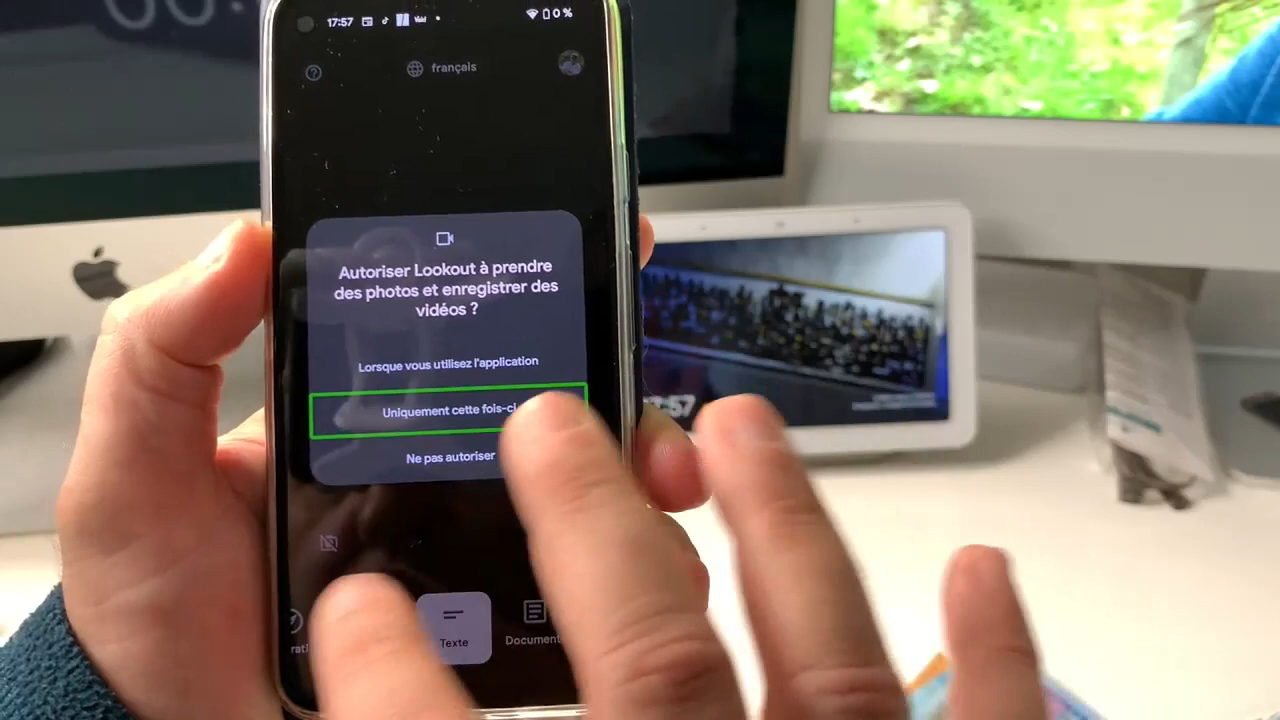 17:57
0 %
français
Autoriser Lookout à prendre
des photos et enregistrer des
vidéos ?
Lorsque vous utilisez l'application
Uniquement cette fois-ci
Ne pas autoriser
Texte
Document